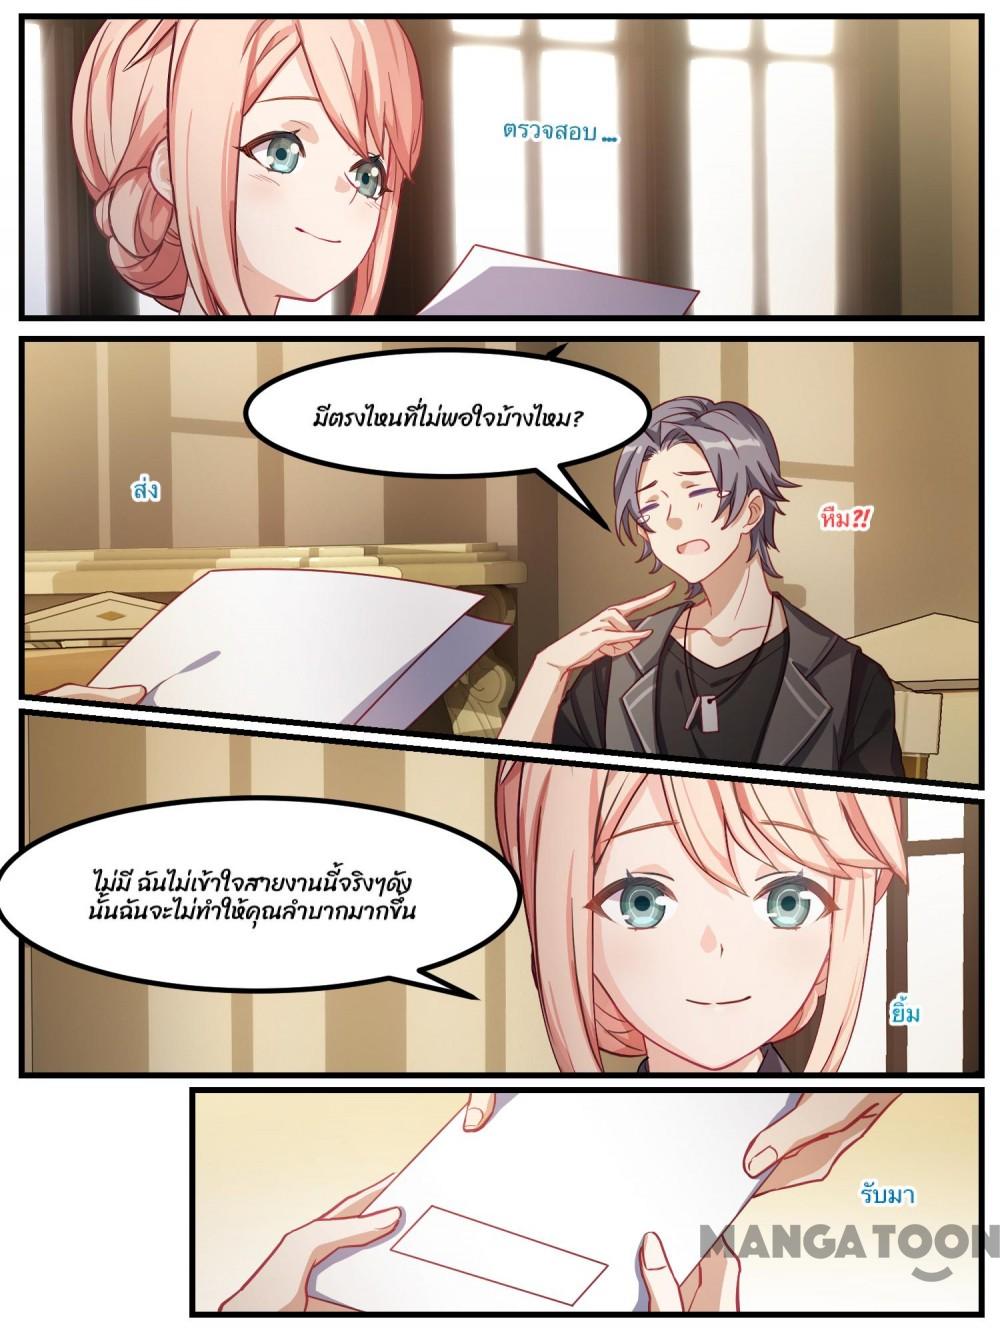 ตรวจสอบ...
มีตรงไหนที่ไม่พอใจบ้างไหม?
ส่ง
หืม?!
ไม่มี ฉันไม่เข้าใจสายงานนี้จริงๆดัง
นั้นฉันจะไม่ทำให้คุณลำบากมากขึ้น
ยิ้ม
รับมา
MANGATOON